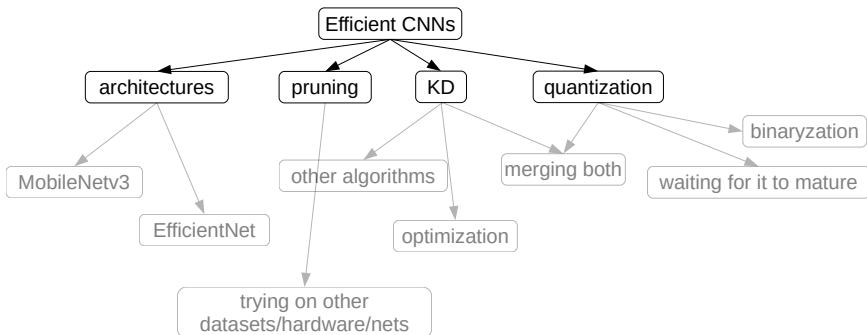 Efficient CNNs
architectures
pruning
KD
quantization
binaryzation
MobileNetv3
other algorithms
merging both
waiting for it to mature
EfficientNet
optimization
trying on other
datasets/hardware/nets